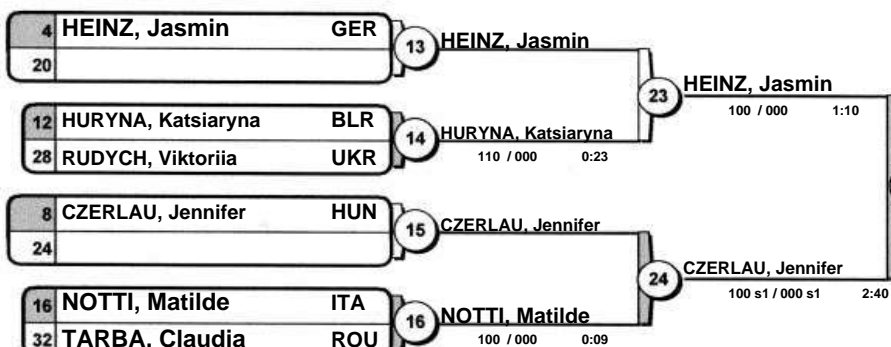 4 HEINZ, Jasmin GER
20
13 HEINZ, Jasmin
12 HURYNA, Katsiaryna BLR
28 RUDYCH, Viktoriia UKR
14 HURYNA, Katsiaryna
110 / 000 0:23
23 HEINZ, Jasmin
100 / 000 1:10
8 CZERLAU, Jennifer HUN
24
15 CZERLAU, Jennifer
16 NOTTI, Matilde ITA
32 TARBA, Claudia ROU
16 NOTTI, Matilde
100 / 000 0:09
24 CZERLAU, Jennifer
100 s1 / 000 s1 2:40